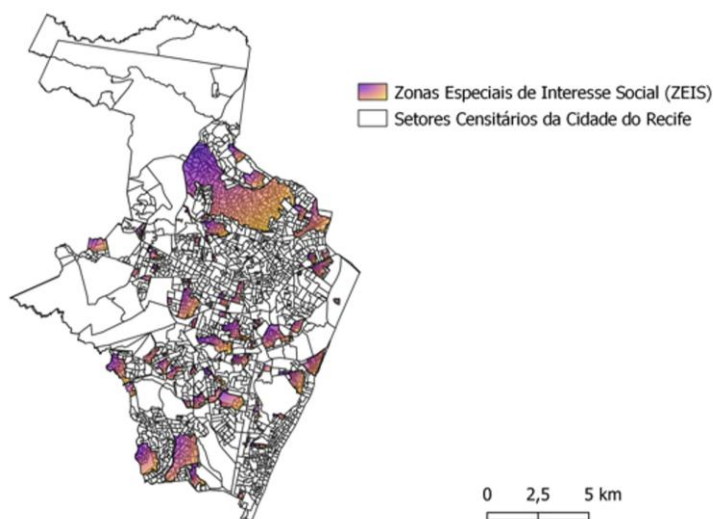 Zonas Especiais de Interesse Social (ZEIS)
Setores Censitários da Cidade do Recife
0 2,5 5 km